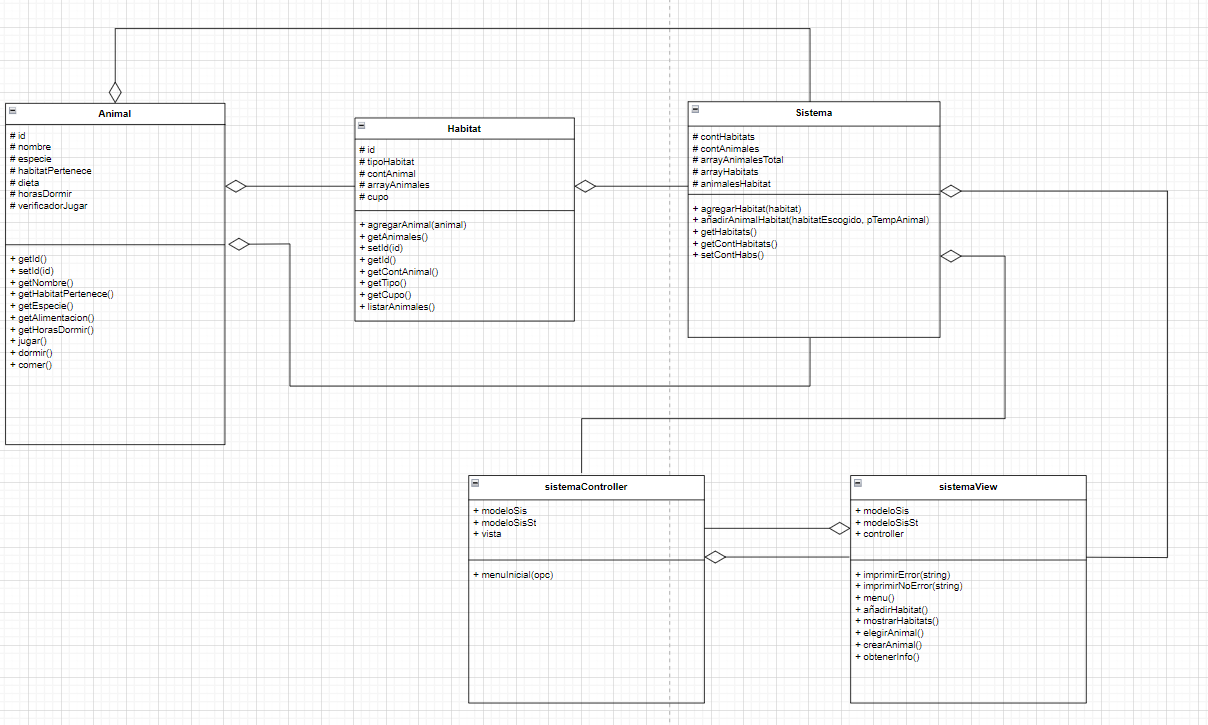 Animal
# id
# nombre
# especie
# habitatPertenece
# dieta
# horasDormir
# verificadorJugar
+ getId()
+ setId(id)
+ getNombre()
+ getHabitatPertenece()
+ getEspecie()
+ getAlimentacion()
+ getHorasDormir()
+ jugar()
+ dormir()
+ comer()
Habitat
# id
# tipoHabitat
# contAnimal
# arrayAnimales
# cupo
+ agregarAnimal(animal)
+ getAnimales()
+ setId(id)
+ getId()
+ getContAnimal()
+ getTipo()
+ getCupo()
+ listarAnimales()
Sistema
# contHabitats
# contAnimales
# arrayAnimalesTotal
# arrayHabitats
# animalesHabitat
+ agregarHabitat(habitat)
+ añadirAnimalHabitat(habitatEscogido, pTempAnimal)
+ getHabitats()
+ getContHabitats()
+ setContHabs()
sistemaController
+ modeloSis
+ modeloSisSt
+ vista
+ menuInicial(opc)
sistemaView
+ modeloSis
+ modeloSisSt
+ controller
+ imprimirError(string)
+ imprimirNoError(string)
+ menu()
+ añadirHabitat()
+ mostrarHabitats()
+ elegirAnimal()
+ crearAnimal()
+ obtenerInfo()